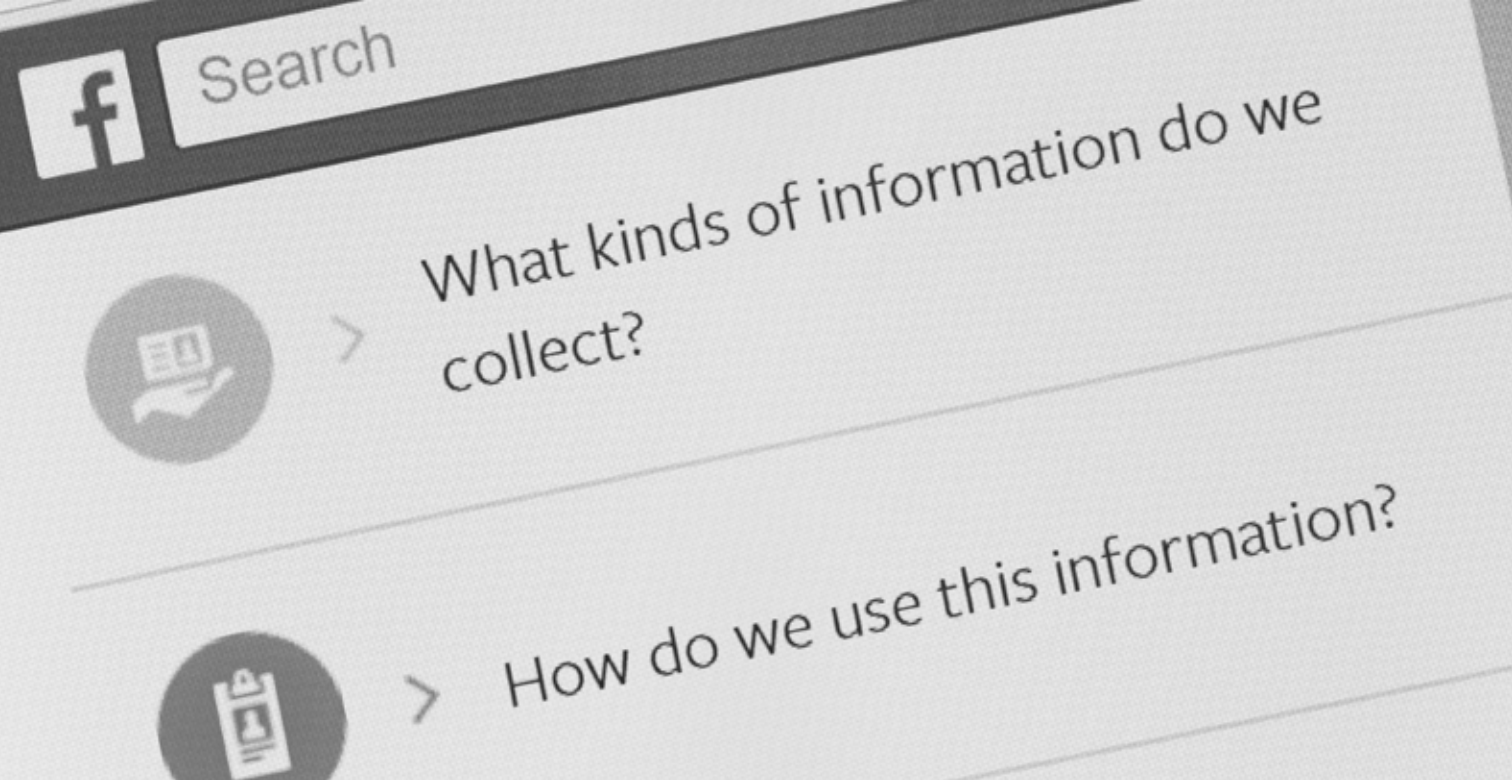 f
Search
What kinds of information do we
collect?
How do we use this information?